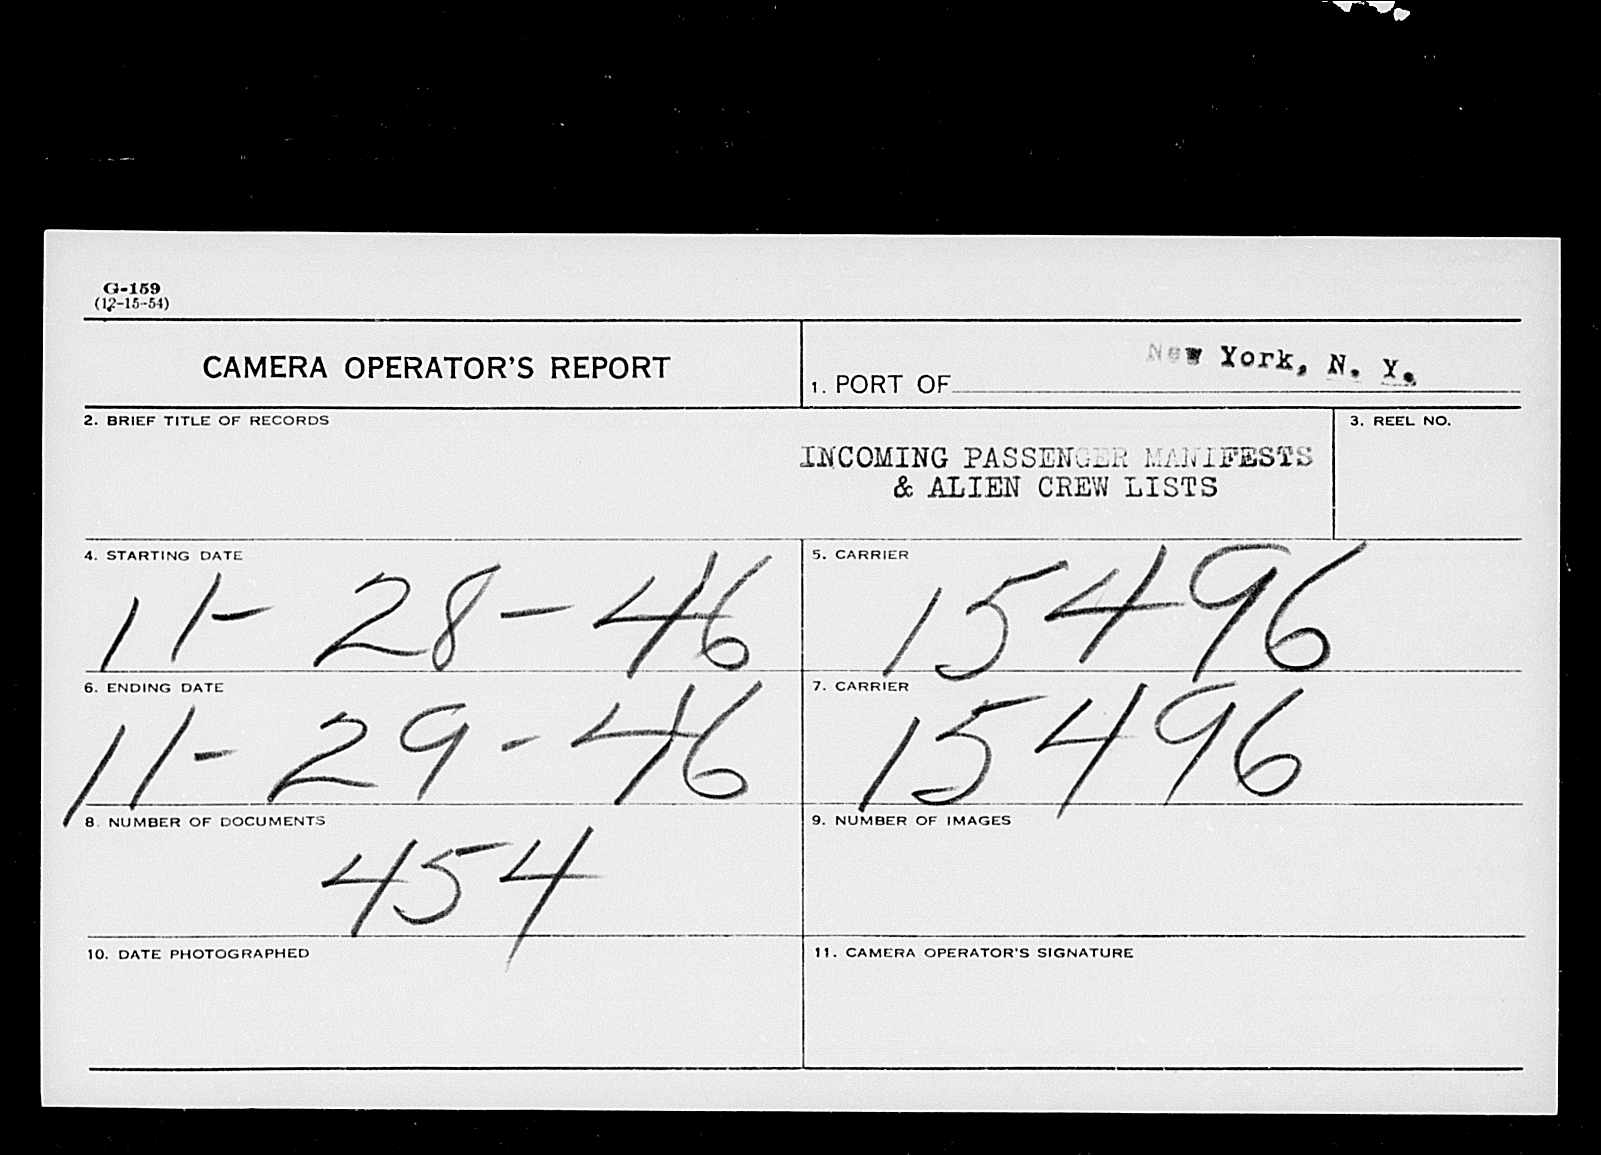 G-159
(12-15-54)
CAMERA OPERATOR'S REPORT
1. PORT OF New York, N. Y.
2. BRIEF TITLE OF RECORDS
3. REEL NO.
INCOMING PASSENGER MANIFESTS
& ALIEN CREW LISTS
4. STARTING DATE
11-28-46
5. CARRIER
15496
6. ENDING DATE
11-29-46
7. CARRIER
15496
8. NUMBER OF DOCUMENTS
454
9. NUMBER OF IMAGES
10. DATE PHOTOGRAPHED
11. CAMERA OPERATOR'S SIGNATURE